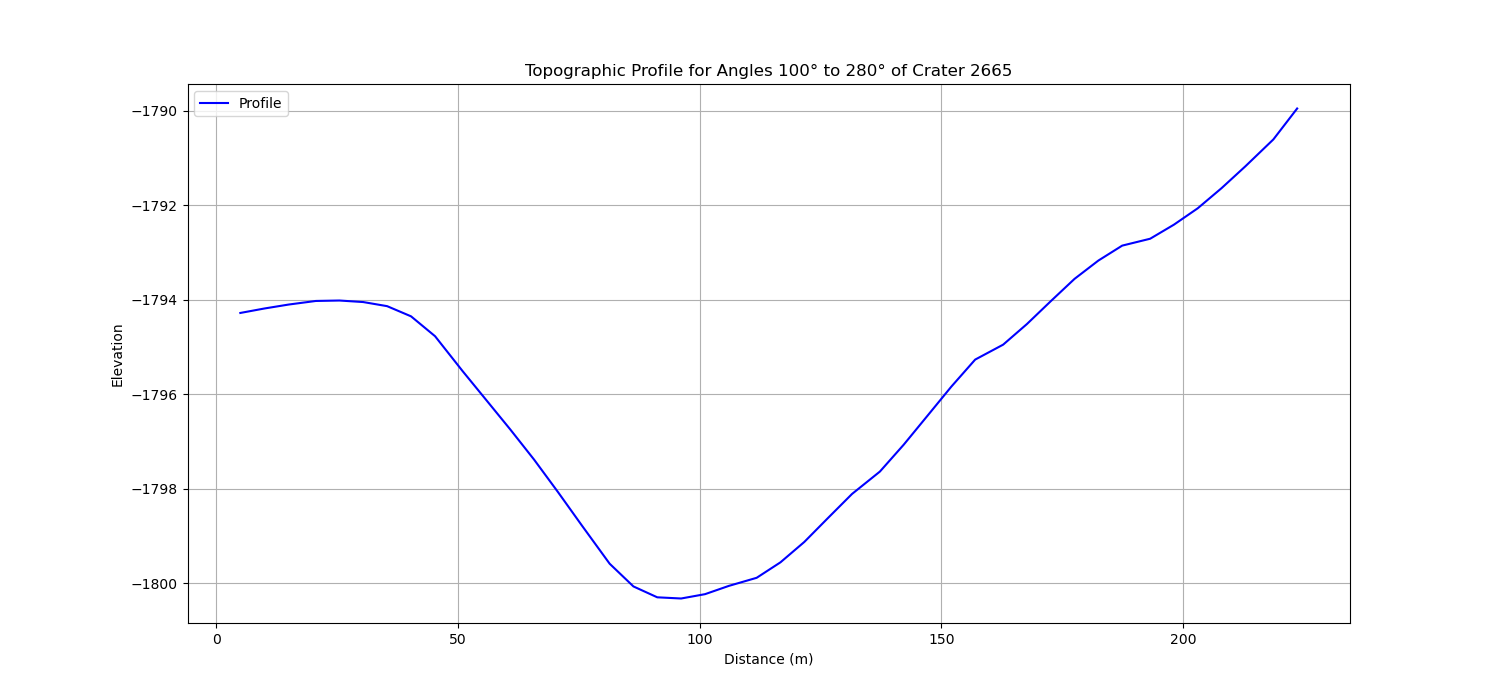 Topographic Profile for Angles 100° to 280° of Crater 2665
Profile
−1790
−1792
−1794
−1796
−1798
−1800
Elevation
0 50 100 150 200
Distance (m)